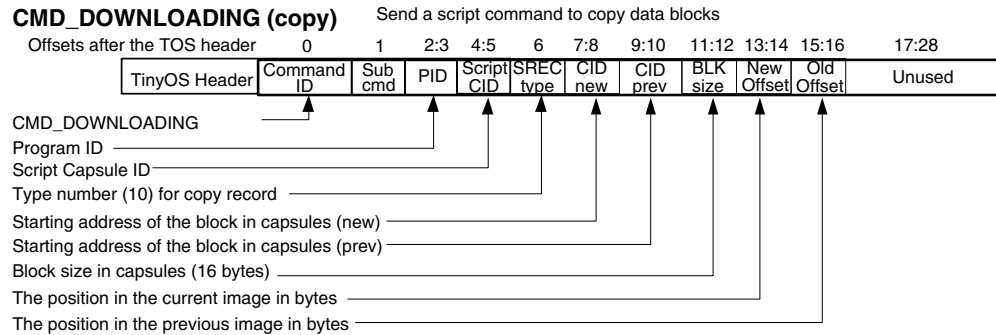 CMD_DOWNLOADING (copy) Send a script command to copy data blocks
Offsets after the TOS header 0 1 2:3 4:5 6 7:8 9:10 11:12 13:14 15:16 17:28
TinyOS Header Command ID Sub cmd PID Script CID SREC type CID new CID prev BLK size New Offset Old Offset Unused
CMD_DOWNLOADING
Program ID
Script Capsule ID
Type number (10) for copy record
Starting address of the block in capsules (new)
Starting address of the block in capsules (prev)
Block size in capsules (16 bytes)
The position in the current image in bytes
The position in the previous image in bytes